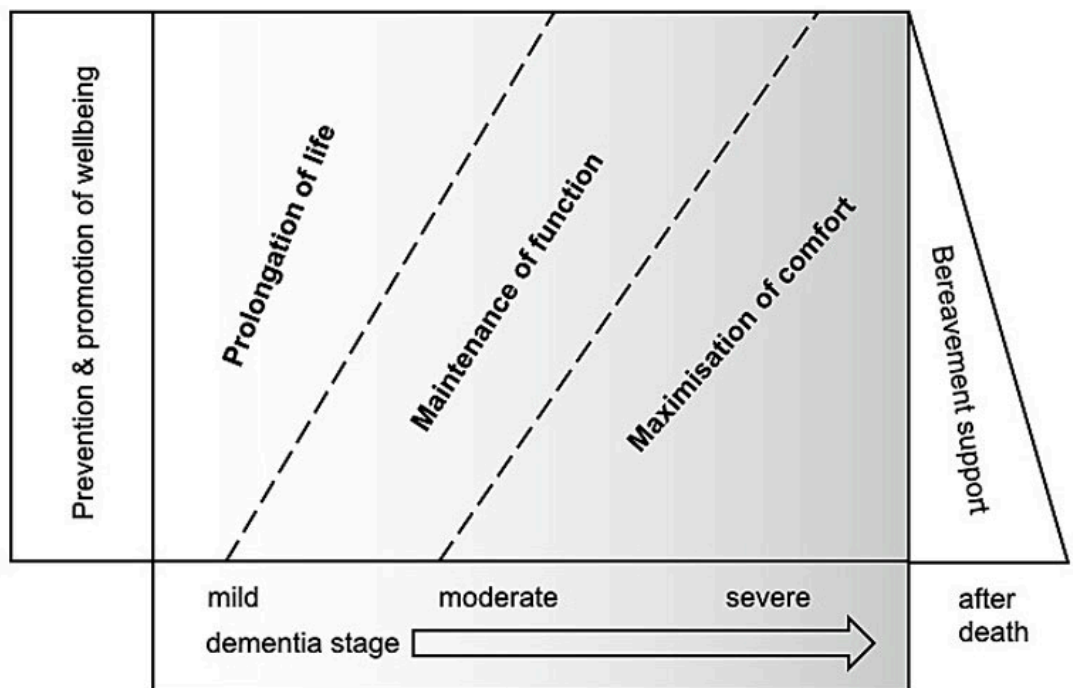 Prevention & promotion of wellbeing
Prolongation of life
Maintenance of function
Maximisation of comfort
Bereavement support
mild
moderate
severe
after
death
dementia stage